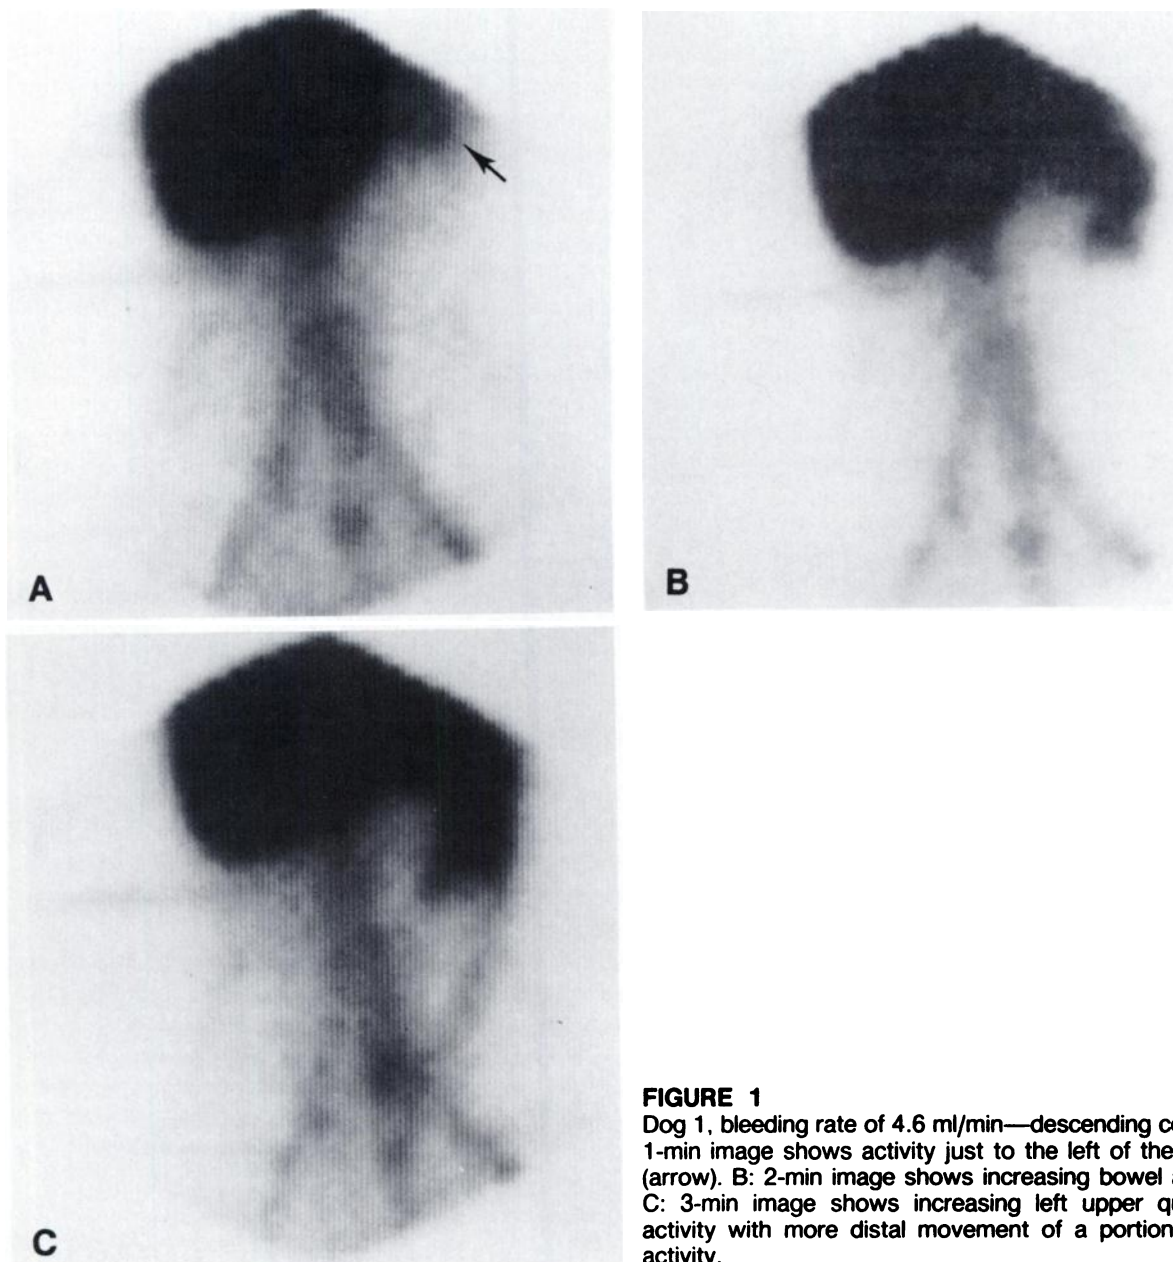 A
B
C
FIGURE 1
Dog 1, bleeding rate of 4.6 ml/min—descending
1-min image shows activity just to the left of the
(arrow). B: 2-min image shows increasing bowel
C: 3-min image shows increasing left upper
activity with more distal movement of a portion
activity.